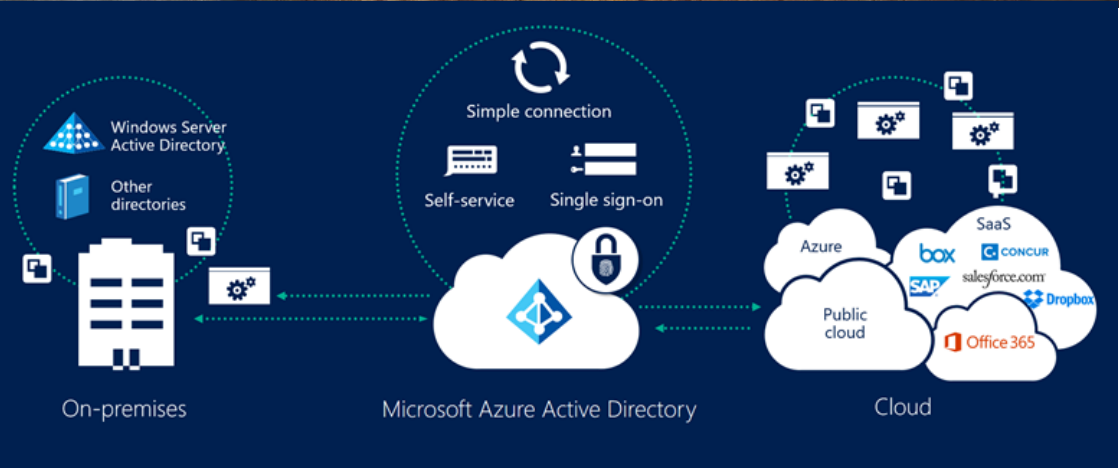 Simple connection
Windows Server
Active Directory
Other
directories
Self-service
Single sign-on
Azure
SaaS
box
C. CONCUR
SAP
salesforce.com
Dropbox
Public
cloud
Office 365
On-premises
Microsoft Azure Active Directory
Cloud